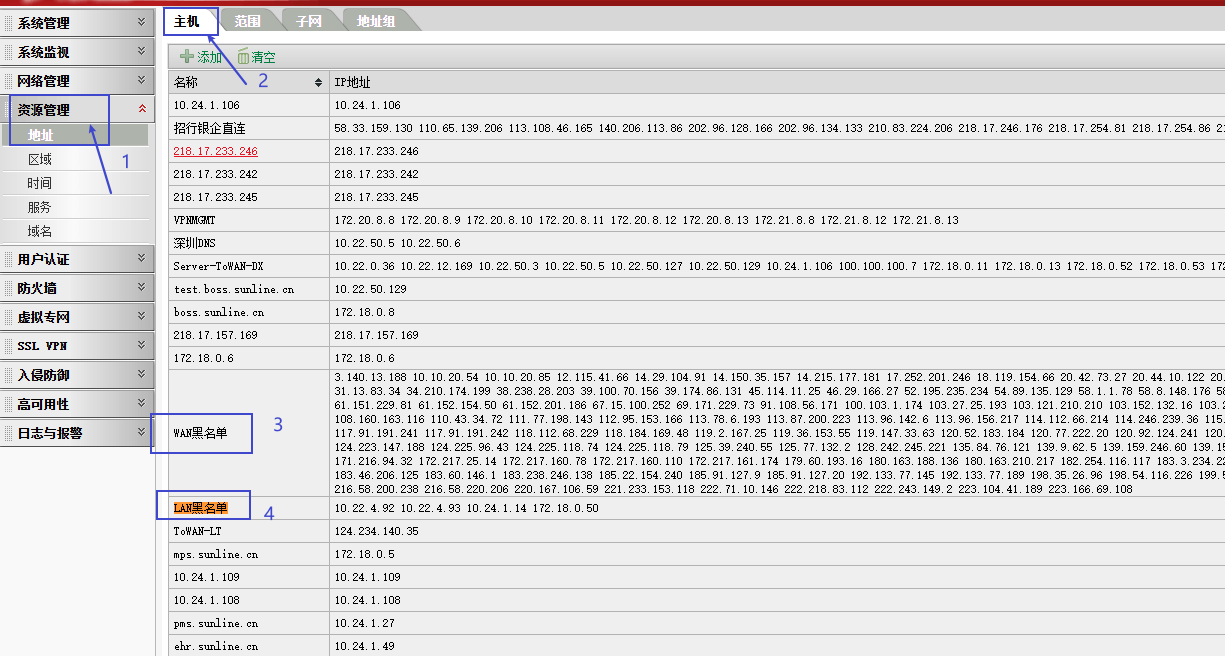 系统管理
系统监视
网络管理
资源管理
地址
区域
时间
服务
域名
用户认证
防火墙
虚拟专网
SSL VPN
入侵防御
高可用性
日志与报警
1
主机 范围 子网 地址组
添加 清空
2
名称 IP地址
10.24.1.106 10.24.1.106
招行银企直连 58.33.159.130 110.65.139.206 113.108.46.165 140.206.113.86 202.96.128.166 202.96.134.133 210.83.224.206 218.17.246.176 218.17.254.81 218.17.254.86
218.17.233.246 218.17.233.246
218.17.233.242 218.17.233.242
218.17.233.245 218.17.233.245
VPNMGMT 172.20.8.8 172.20.8.9 172.20.8.10 172.20.8.11 172.20.8.12 172.20.8.13 172.21.8.8 172.21.8.12 172.21.8.13
深圳DNS 10.22.50.5 10.22.50.6
Server-ToWAN-DX 10.22.0.36 10.22.12.169 10.22.50.3 10.22.50.5 10.22.50.127 10.22.50.129 10.24.1.106 100.100.100.7 172.18.0.11 172.18.0.13 172.18.0.52 172.18.0.53
test.boss.sunline.cn 10.22.50.129
boss.sunline.cn 172.18.0.8
218.17.157.169 218.17.157.169
172.18.0.6 172.18.0.6
WAN黑名单
3
3.140.13.188 10.10.20.54 10.10.20.85 12.115.41.66 14.29.104.91 14.150.35.157 14.215.177.181 17.252.201.246 18.119.154.66 20.42.73.27 20.44.10.122
31.13.83.34 34.210.174.199 38.238.28.203 39.100.70.156 39.174.86.131 45.114.11.25 46.29.166.27 52.195.235.234 54.89.135.129 58.1.1.78 58.8.148.176
61.151.229.81 61.152.154.50 61.152.201.186 67.15.100.252 69.171.229.73 91.108.56.171 100.103.1.174 103.27.25.193 103.121.210.210 103.152.132.16
108.160.163.116 110.43.34.72 111.77.198.143 112.95.153.166 113.78.6.193 113.87.200.223 113.96.142.6 113.96.156.217 114.112.66.214 114.246.239.36
117.91.191.241 117.91.191.242 118.112.68.229 118.184.169.48 119.2.167.25 119.36.153.55 119.147.33.63 120.52.183.184 120.77.222.20 120.92.124.241
124.223.147.188 124.225.96.43 124.225.118.74 124.225.118.79 125.39.240.55 125.77.132.2 128.242.245.221 135.84.76.121 139.9.62.5 139.159.246.60
171.216.94.32 172.217.25.14 172.217.160.78 172.217.160.110 172.217.161.174 179.60.193.16 180.163.188.136 180.163.210.217 182.254.116.117
183.46.206.125 183.60.146.1 183.238.246.138 185.22.154.240 185.91.127.9 185.91.127.20 192.133.77.145 192.133.77.189 198.35.26.96 198.54.116.226
216.58.200.238 216.58.220.206 220.167.106.59 221.233.153.118 222.71.10.146 222.218.83.112 222.243.149.2 223.104.41.189 223.166.69.108
LAN黑名单 10.22.4.92 10.22.4.93 10.24.1.14 172.18.0.50
4
ToWAN-LT 124.234.140.35
mps.sunline.cn 172.18.0.5
10.24.1.109 10.24.1.109
10.24.1.108 10.24.1.108
pms.sunline.cn 10.24.1.27
ehr.sunline.cn 10.24.1.49